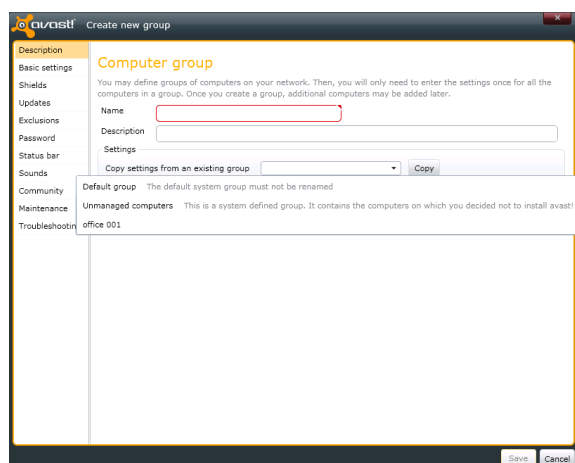 avast! Create new group
Description
Basic settings
Shields
Updates
Exclusions
Password
Status bar
Sounds
Community
Maintenance
Troubleshootin
Computer group
You may define groups of computers on your network. Then, you will only need to enter the settings once for all the
computers in a group. Once you create a group, additional computers may be added later.
Name
Description
Settings
Copy settings from an existing group Copy
Default group The default system group must not be renamed
Unmanaged computers This is a system defined group. It contains the computers on which you decided not to install avast!
office 001
Save Cancel